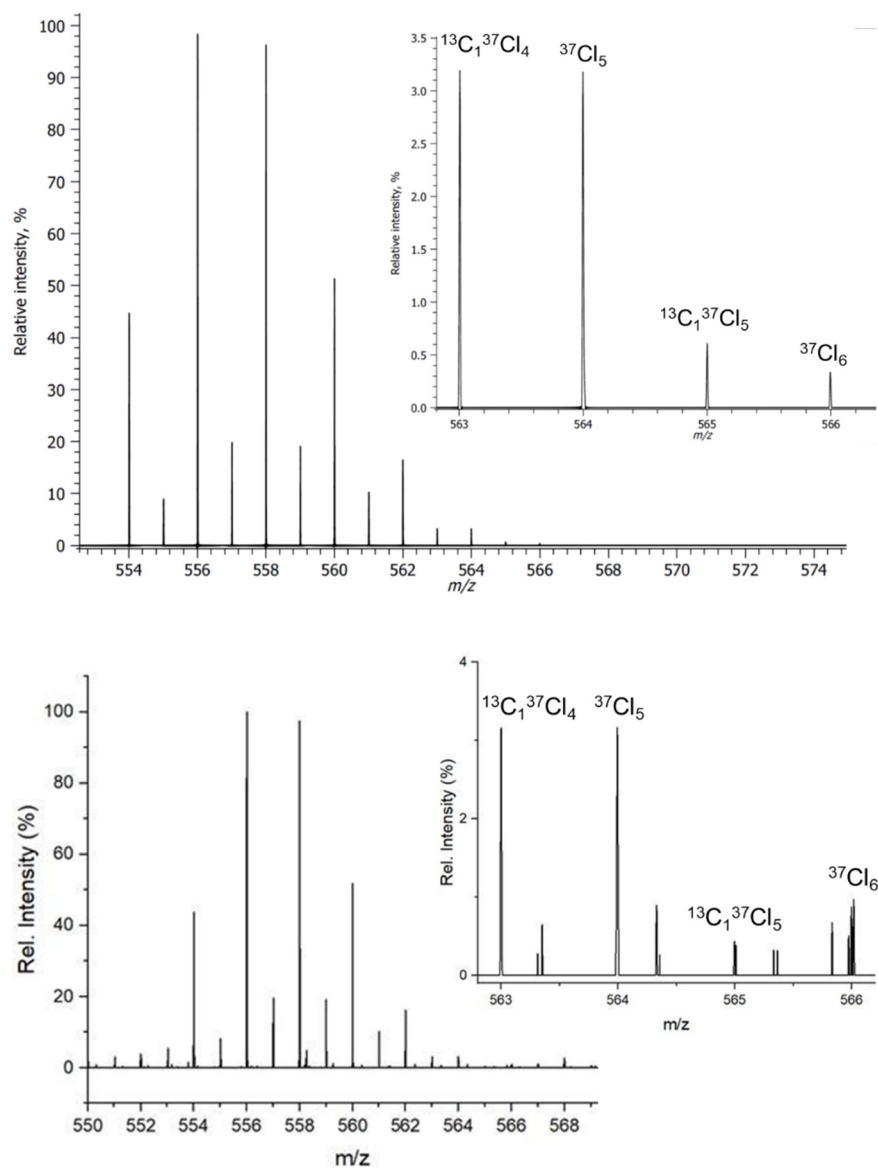 100
90
80
70
60
50
40
30
20
10
0
Relative intensity, %
554 556 558 560 562 564 566 568 570 572 574
m/z
3.5
3.0
2.5
2.0
1.5
1.0
0.5
0.0
Relative intensity, %
¹³C₁³⁷Cl₄
³⁷Cl₅
¹³C₁³⁷Cl₅
³⁷Cl₆
563 564 565 566
m/z
100
80
60
40
20
0
Rel. Intensity (%)
550 552 554 556 558 560 562 564 566 568
m/z
4
2
0
Rel. Intensity (%)
¹³C₁³⁷Cl₄
³⁷Cl₅
¹³C₁³⁷Cl₅
³⁷Cl₆
563 564 565 566
m/z